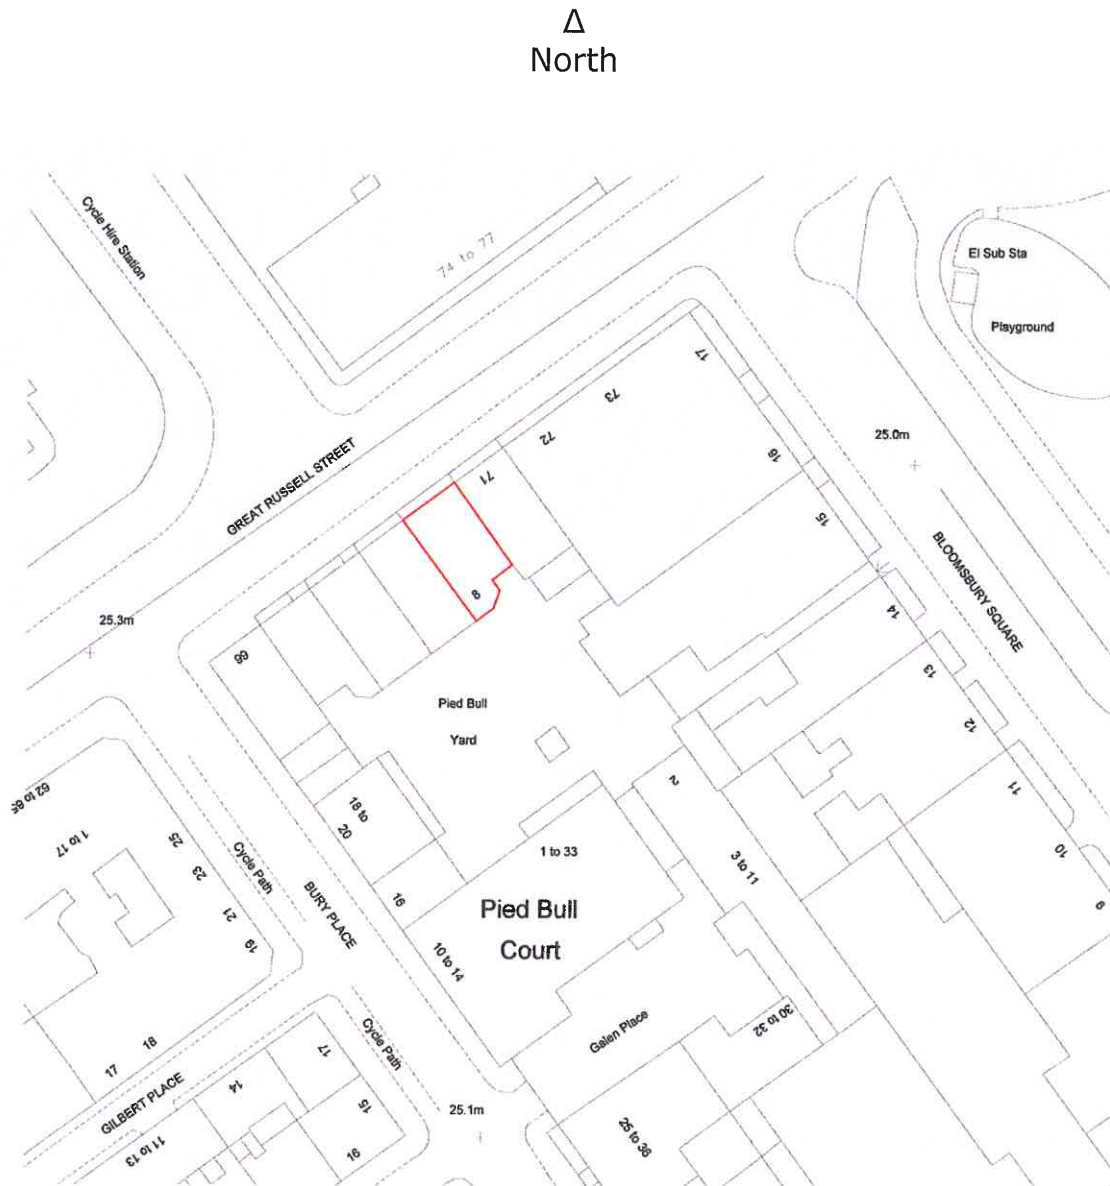 Δ
North
Cycle Hire Station
74 to 77
El Sub Sta
Playground
17
73
72
71
16
15
25.0m
GREAT RUSSELL STREET
8
14
BLOOMSBURY SQUARE
25.3m
66
13
12
Pied Bull
Yard
11
62 to 65
1 to 17
25
23
21
19
Cycle Path
18 to
20
2
1 to 33
3 to 11
10
9
16
BURY PLACE
Pied Bull
Court
10 to 14
17
18
Galen Place
30 to 32
Cycle Path
GILBERT PLACE
14
17
15
16
11 to 13
25.1m
25 to 36